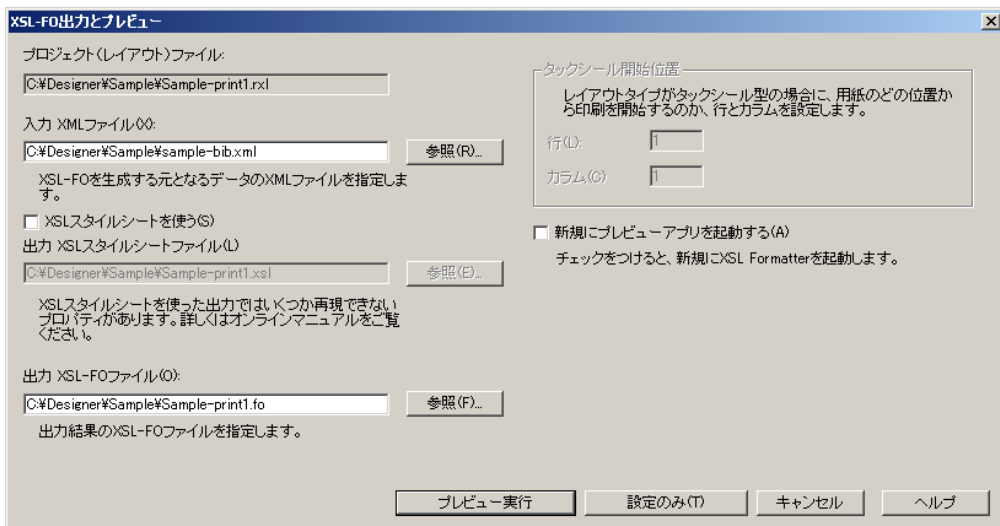 XSL-FO出力とプレビュー
プロジェクト(レイアウト)ファイル:
C:¥Designer¥Sample¥Sample-print1.rxl
入力 XMLファイル(X):
C:¥Designer¥Sample¥sample-bib.xml
参照(R)...
XSL-FOを生成する元となるデータのXMLファイルを指定しま
す。
XSLスタイルシートを使う(S)
出力 XSLスタイルシートファイル(L)
C:¥Designer¥Sample¥Sample-print1.xsl
参照(E)...
XSLスタイルシートを使った出力ではいくつか再現できない
プロパティがあります。詳しくはオンラインマニュアルをご覧
ください。
出力 XSL-FOファイル(O):
C:¥Designer¥Sample¥Sample-print1.fo
参照(F)...
出力結果のXSL-FOファイルを指定します。
タックシール開始位置
レイアウトタイプがタックシール型の場合に、用紙のどの位置か
ら印刷を開始するのか、行とカラムを設定します。
行(L):
1
カラム(C)
1
新規にプレビューアプリを起動する(A)
チェックをつけると、新規にXSL Formatterを起動します。
プレビュー実行
設定のみ(T)
キャンセル
ヘルプ